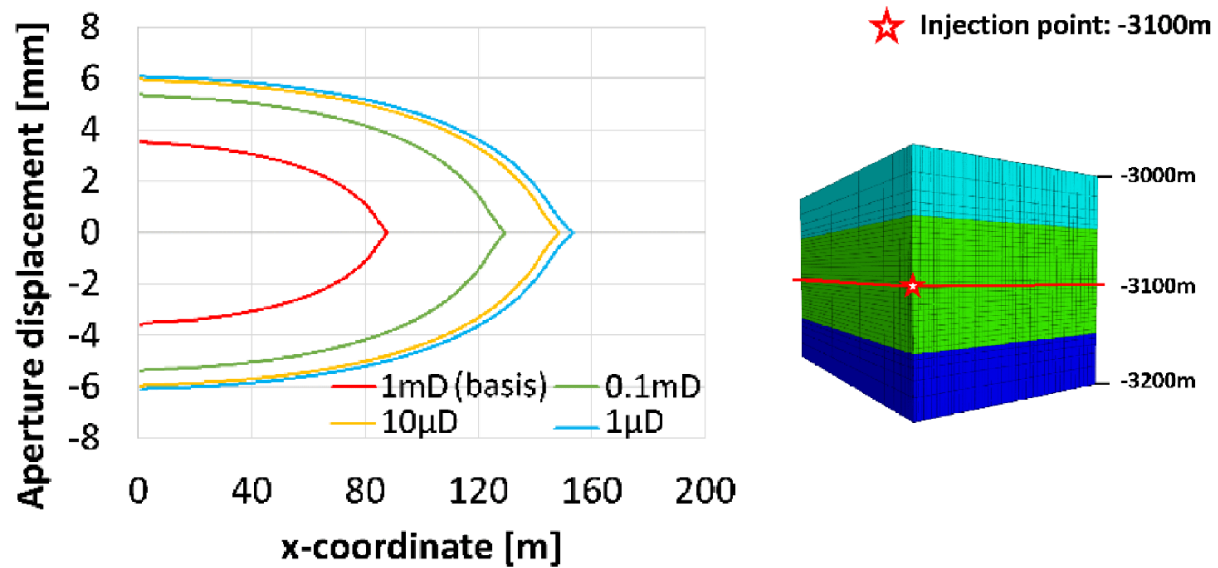 Aperture displacement [mm]
8
6
4
2
0
-2
-4
-6
-8
1mD (basis) 0.1mD
10μD 1μD
0 40 80 120 160 200
x-coordinate [m]
Injection point: -3100m
-3000m
-3100m
-3200m